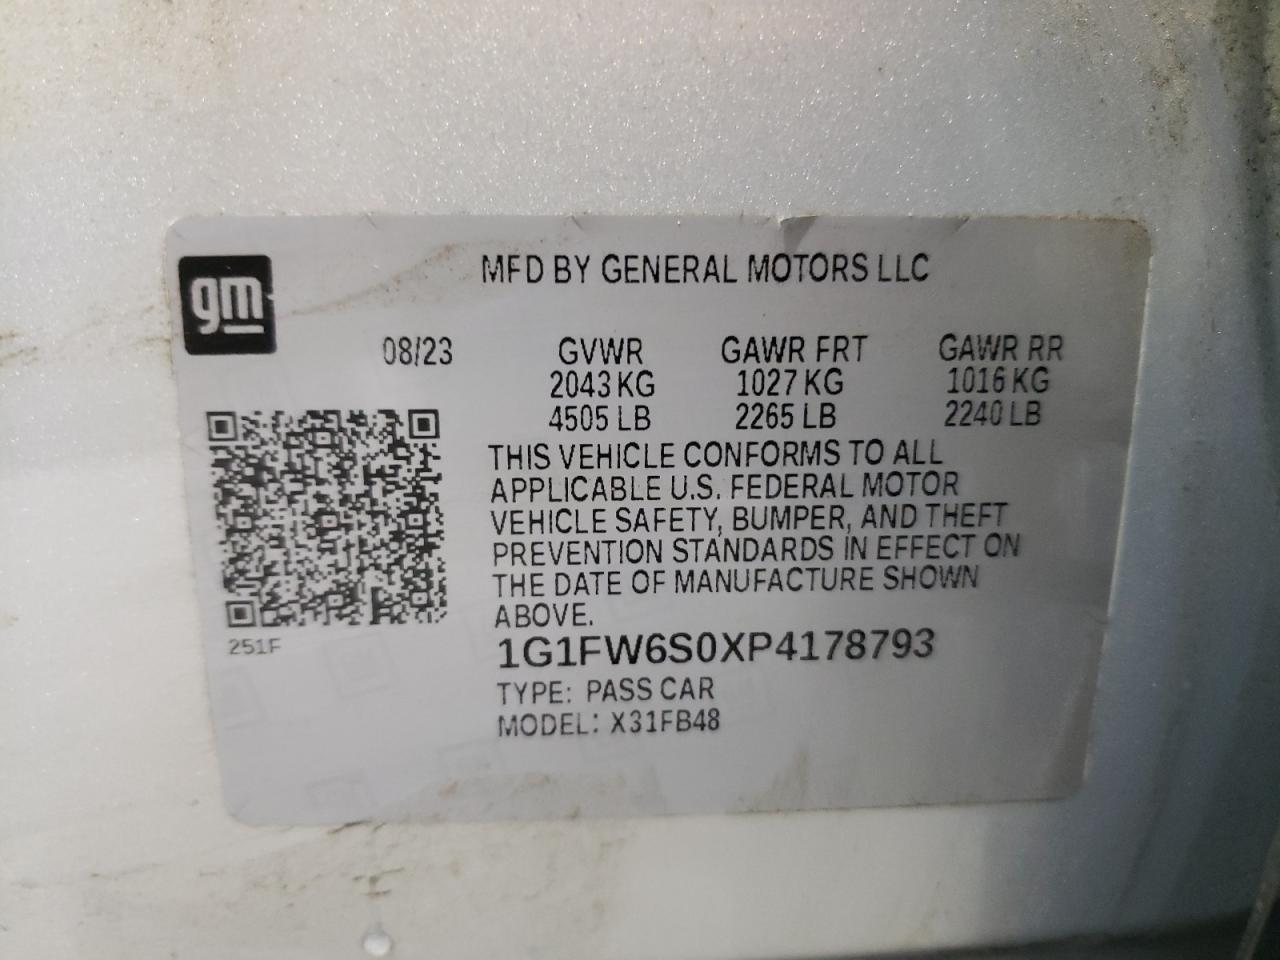 MFD BY GENERAL MOTORS LLC
gm
08/23 GVWR GAWR FRT GAWR RR
2043 KG 1027 KG 1016 KG
4505 LB 2265 LB 2240 LB
THIS VEHICLE CONFORMS TO ALL
APPLICABLE U.S. FEDERAL MOTOR
VEHICLE SAFETY, BUMPER, AND THEFT
PREVENTION STANDARDS IN EFFECT ON
THE DATE OF MANUFACTURE SHOWN
ABOVE.
251F
1G1FW6S0XP4178793
TYPE: PASS CAR
MODEL: X31FB48